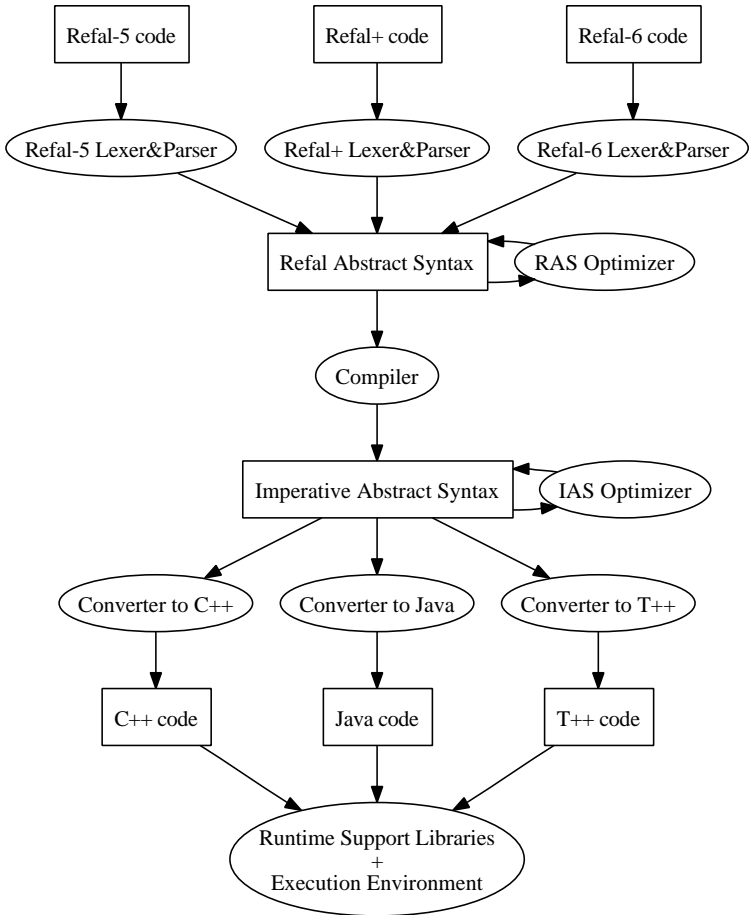 Refal-5 code
Refal+ code
Refal-6 code
Refal-5 Lexer&Parser
Refal+ Lexer&Parser
Refal-6 Lexer&Parser
Refal Abstract Syntax
RAS Optimizer
Compiler
Imperative Abstract Syntax
IAS Optimizer
Converter to C++
Converter to Java
Converter to T++
C++ code
Java code
T++ code
Runtime Support Libraries
+
Execution Environment